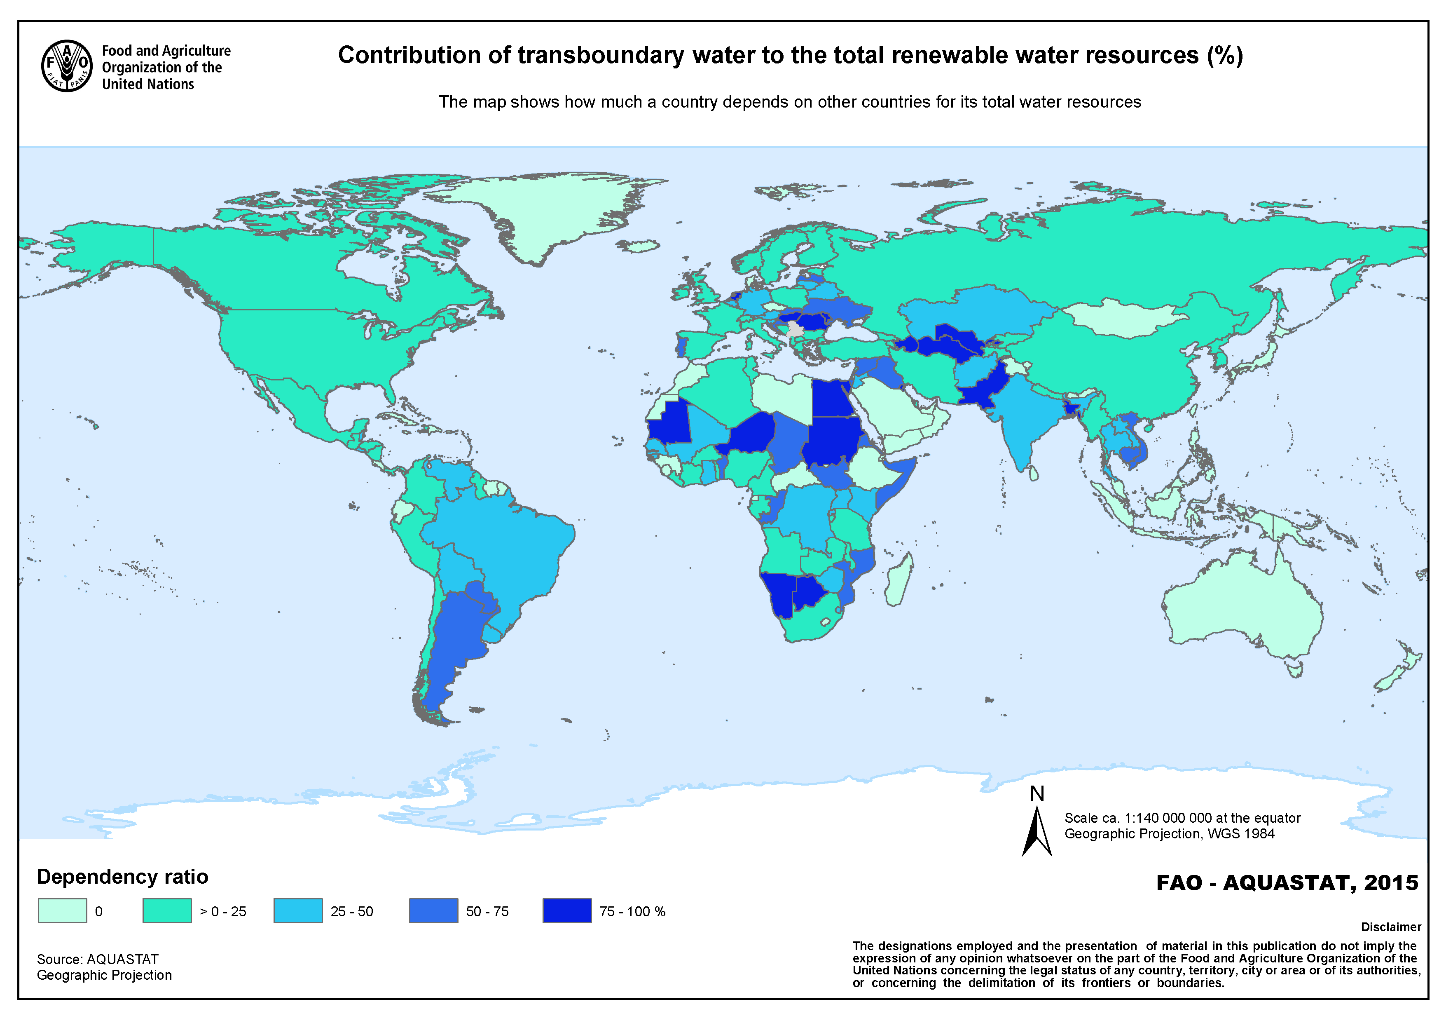 Food and Agriculture
Organization of the
United Nations
F A O
FIAT PANIS
Contribution of transboundary water to the total renewable water resources (%)
The map shows how much a country depends on other countries for its total water resources
N
Scale ca. 1:140 000 000 at the equator
Geographic Projection, WGS 1984
Dependency ratio
0
> 0 - 25
25 - 50
50 - 75
75 - 100 %
FAO - AQUASTAT, 2015
Source: AQUASTAT
Geographic Projection
Disclaimer
The designations employed and the presentation of material in this publication do not imply the
expression of any opinion whatsoever on the part of the Food and Agriculture Organization of the
United Nations concerning the legal status of any country, territory, city or area or of its authorities,
or concerning the delimitation of its frontiers or boundaries.